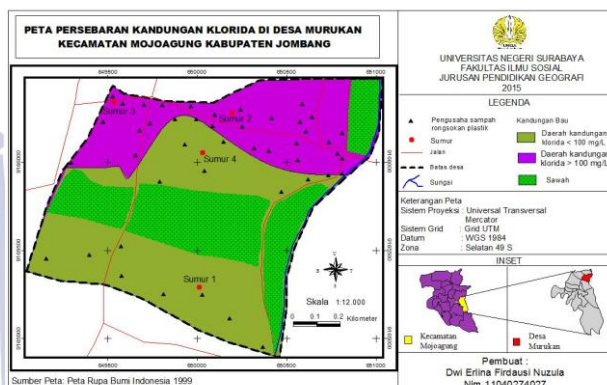 PETA PERSEBARAN KANDUNGAN KLORIDA DI DESA MURUKAN
KECAMATAN MOJOAGUNG KABUPATEN JOMBANG
649500
650000
650500
651000
Sumur 3
Sumur 2
Sumur 4
Sumur 1
Skala 1:12.000
0 0.1 0.2 Kilometer
Sumber Peta: Peta Rupa Bumi Indonesia 1999
UNIVERSITAS NEGERI SURABAYA
FAKULTAS ILMU SOSIAL
JURUSAN PENDIDIKAN GEOGRAFI
2015
LEGENDA
Pengusaha sampah
rongsokan plastik
Sumur
Jalan
Batas desa
Sungai
Kandungan Bau
Daerah kandungan
klorida < 100 mg/L
Daerah kandungan
klorida > 100 mg/L
Sawah
Keterangan Peta
Sistem Proyeksi : Universal Transversal
Mercator
Sistem Grid : Grid UTM
Datum : WGS 1984
Zona : Selatan 49 S
INSET
Kecamatan
Mojoagung
Desa
Murukan
Pembuat :
Dwi Erlina Firdausi Nuzula
Nim 11040274027